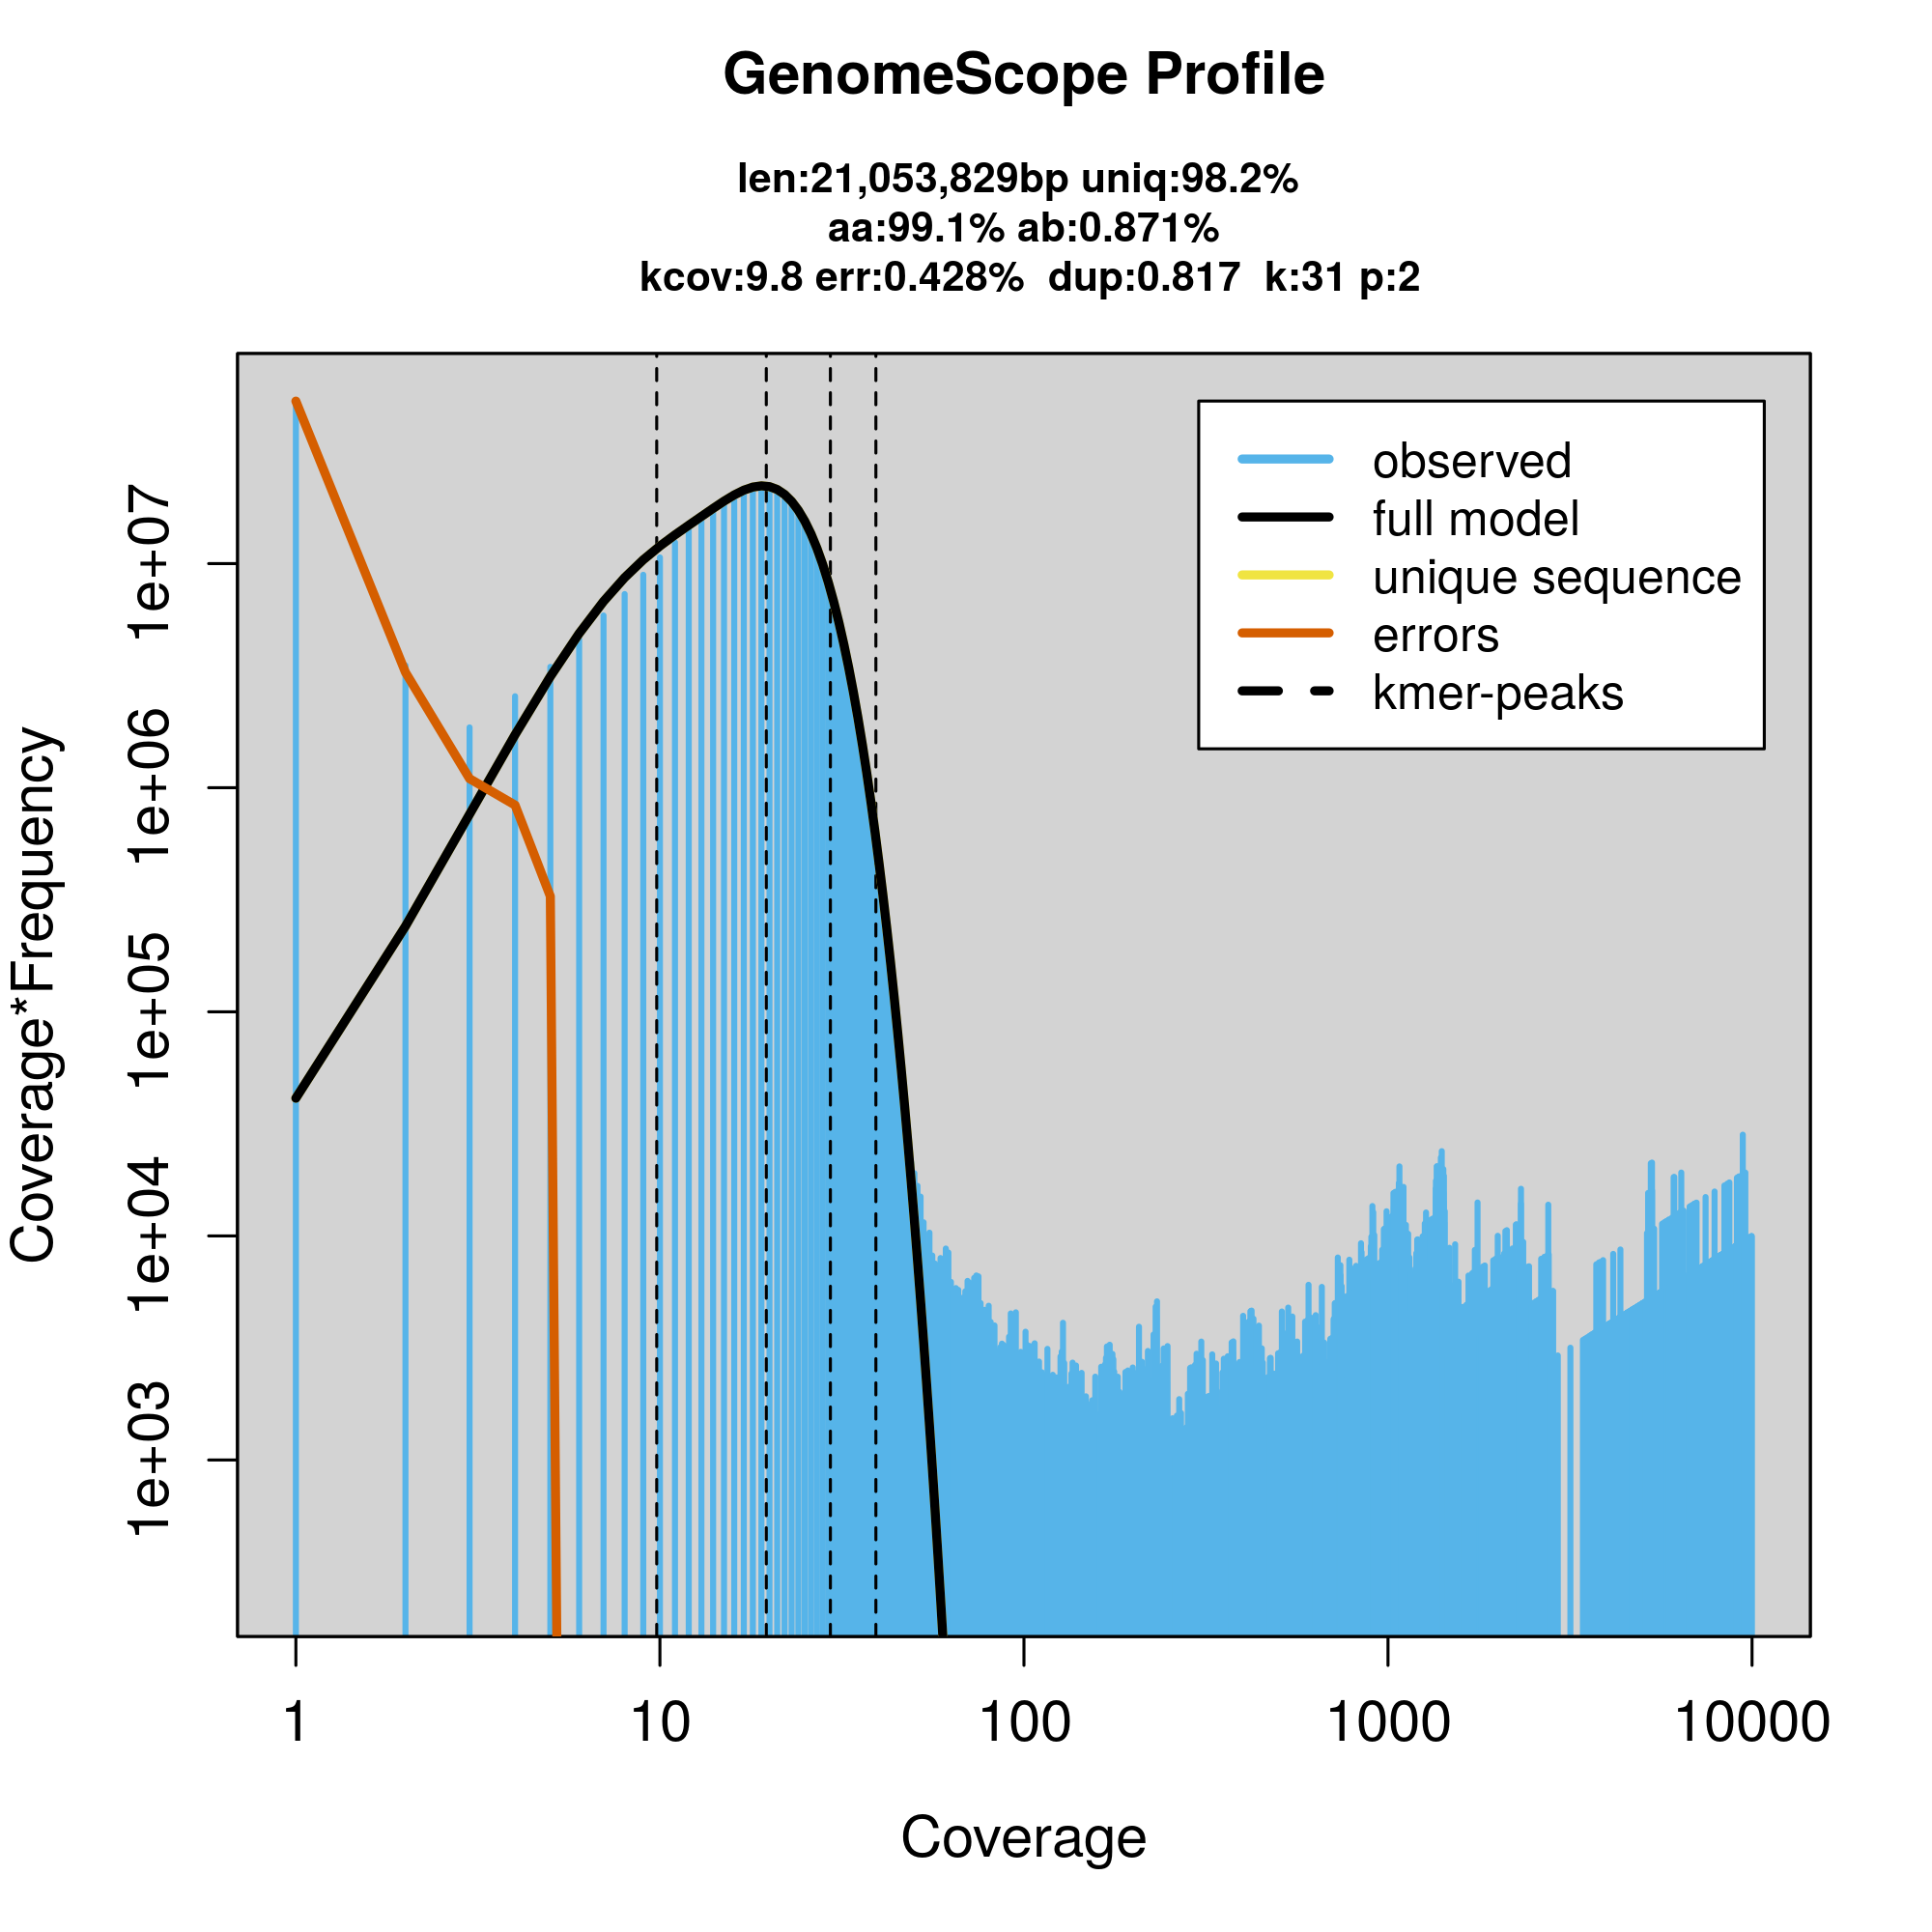 GenomeScope Profile
len:21,053,829bp uniq:98.2%
aa:99.1% ab:0.871%
kcov:9.8 err:0.428%  dup:0.817  k:31 p:2
observed
full model
unique sequence
errors
kmer-peaks
Coverage*Frequency
1e+07
1e+06
1e+05
1e+04
1e+03
1 10 100 1000 10000
Coverage